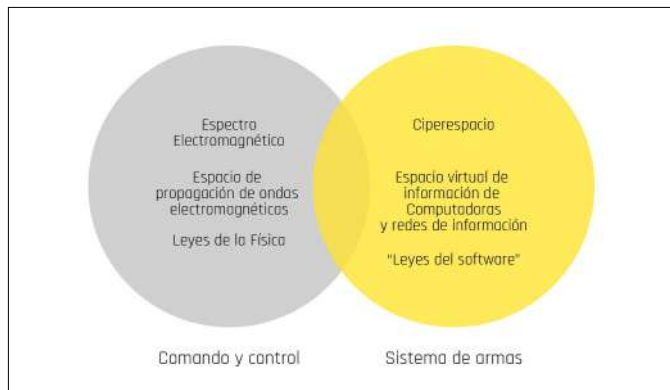 Espectro
Electromagnético
Espacio de
propagación de ondas
electromagnéticas
Leyes de la Física
Ciperespacio
Espacio virtual de
información de
Computadoras
y redes de información
"Leyes del software"
Comando y control
Sistema de armas